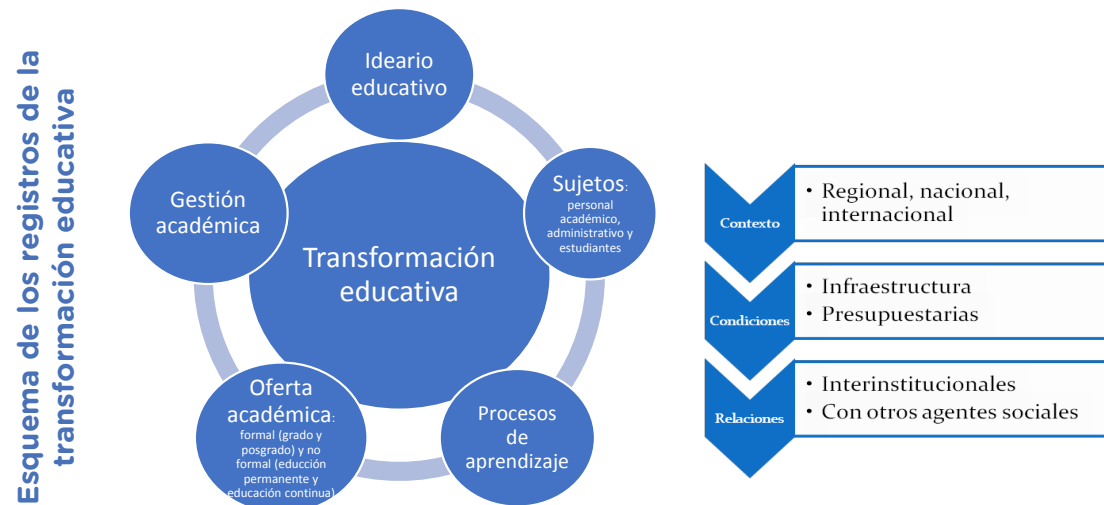 Esquema de los registros de la
transformación educativa
Ideario
educativo
Sujetos:
personal
académico,
administrativo y
estudiantes
Procesos
de
aprendizaje
Oferta
académica:
formal (grado y
posgrado) y no
formal (educción
permanente y
educación continua)
Gestión
académica
Transformación
educativa
Contexto
• Regional, nacional,
internacional
Condiciones
• Infraestructura
• Presupuestarias
Relaciones
• Interinstitucionales
• Con otros agentes sociales